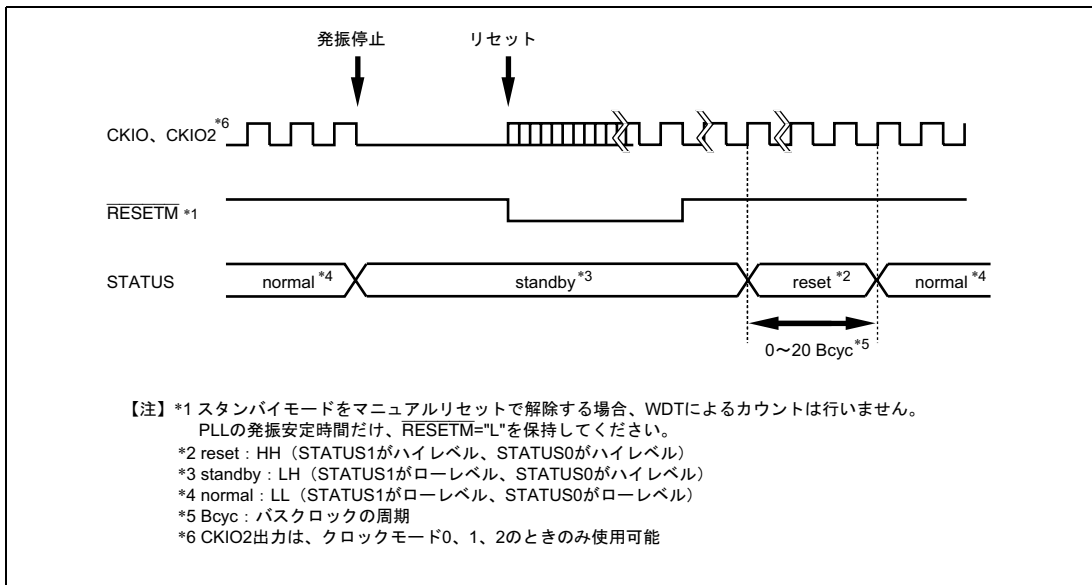 発振停止 リセット
CKIO、CKIO2*6
RESETM *1
STATUS normal*4 standby*3 reset *2 normal*4
0～20 Bcyc*5
【注】*1 スタンバイモードをマニュアルリセットで解除する場合、WDTによるカウントは行いません。
PLLの発振安定時間だけ、RESETM="L"を保持してください。
*2 reset：HH（STATUS1がハイレベル、STATUS0がハイレベル）
*3 standby：LH（STATUS1がローレベル、STATUS0がハイレベル）
*4 normal：LL（STATUS1がローレベル、STATUS0がローレベル）
*5 Bcyc：バスクロックの周期
*6 CKIO2出力は、クロックモード0、1、2のときのみ使用可能